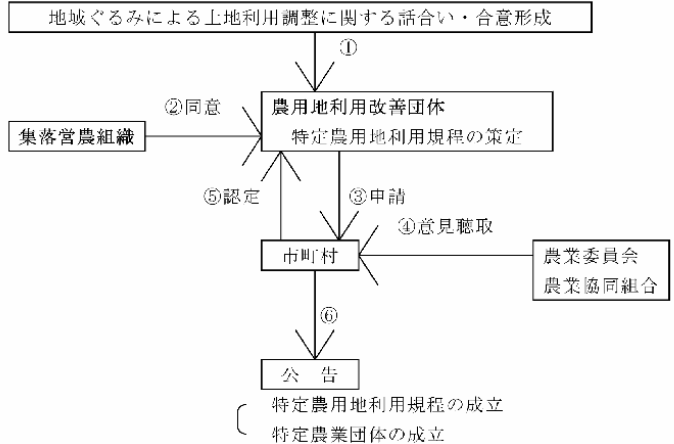 地域ぐるみによる土地利用調整に関する話合い・合意形成
①
②同意
農用地利用改善団体
特定農用地利用規程の策定
集落営農組織
⑤認定
③申請
④意見聴取
市町村
農業委員会
農業協同組合
⑥
公　告
特定農用地利用規程の成立
特定農業団体の成立